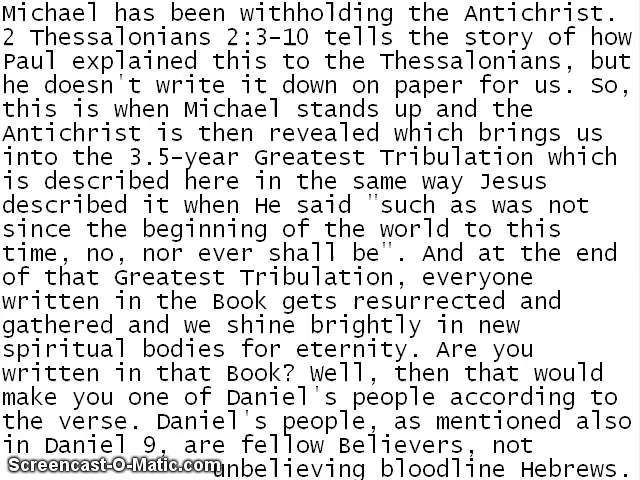 Michael has been withholding the Antichrist.
2 Thessalonians 2:3-10 tells the story of how
Paul explained this to the Thessalonians, but
he doesn't write it down on paper for us. So,
this is when Michael stands up and the
Antichrist is then revealed which brings us
into the 3.5-year Greatest Tribulation which
is described here in the same way Jesus
described it when He said "such as was not
since the beginning of the world to this
time, no, nor ever shall be". And at the end
of that Greatest Tribulation, everyone
written in the Book gets resurrected and
gathered and we shine brightly in new
spiritual bodies for eternity. Are you
written in that Book? Well, then that would
make you one of Daniel's people according to
the verse. Daniel's people, as mentioned also
in Daniel 9, are fellow Believers, not
Screencast-O-Matic.com unbelieving bloodline Hebrews.